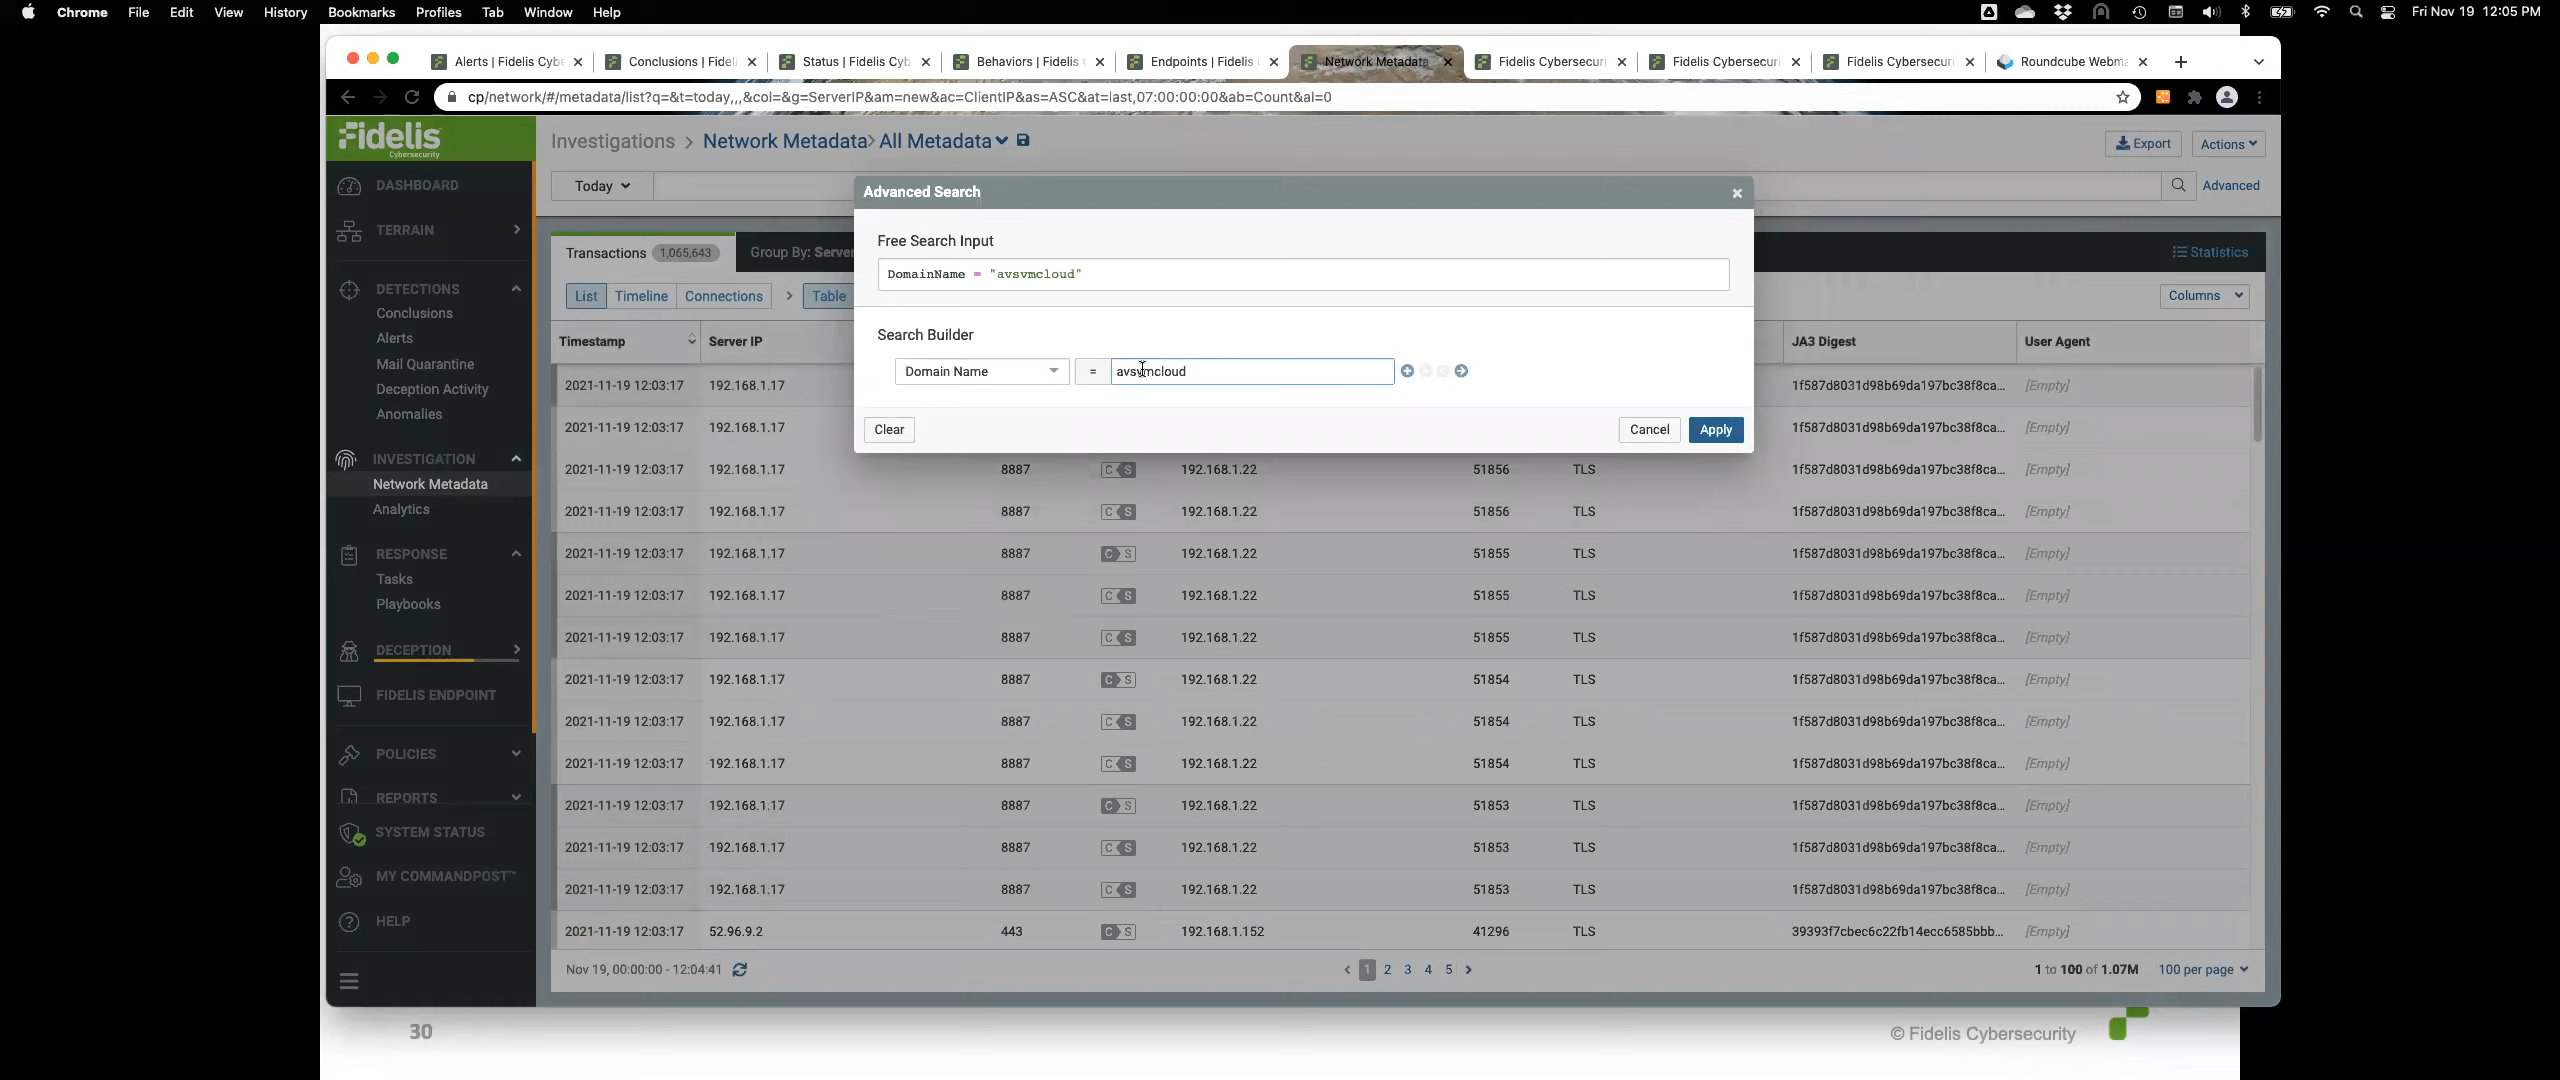 Chrome File Edit View History Bookmarks Profiles Tab Window Help
Fri Nov 19 12:05 PM
Alerts | Fidelis Cybe
Conclusions | Fideli
Status | Fidelis Cyb
Behaviors | Fidelis
Endpoints | Fidelis
Network Metadata
Fidelis Cybersecuri
Fidelis Cybersecuri
Fidelis Cybersecuri
Roundcube Webma
cp/network/#/metadata/list?q=&t=today,,,&col=&g=ServerIP&am=new&ac=ClientIP&as=ASC&at=last,07:00:00:00&ab=Count&al=0
Fidelis
Cybersecurity
Investigations > Network Metadata> All Metadata
Export
Actions
Today
Advanced
DASHBOARD
TERRAIN
DETECTIONS
Conclusions
Alerts
Mail Quarantine
Deception Activity
Anomalies
INVESTIGATION
Network Metadata
Analytics
RESPONSE
Tasks
Playbooks
DECEPTION
FIDELIS ENDPOINT
POLICIES
REPORTS
SYSTEM STATUS
MY COMMANDPOST™
HELP
Advanced Search
Free Search Input
DomainName = "avsvmcloud"
Search Builder
Domain Name = avsvmcloud
Clear
Cancel
Apply
Transactions 1,065,643
Group By: Server
Statistics
List Timeline Connections > Table
Columns
Timestamp Server IP JA3 Digest User Agent
2021-11-19 12:03:17 192.168.1.17 1f587d8031d98b69da197bc38f8ca... [Empty]
2021-11-19 12:03:17 192.168.1.17 1f587d8031d98b69da197bc38f8ca... [Empty]
2021-11-19 12:03:17 192.168.1.17 8887 C S 192.168.1.22 51856 TLS 1f587d8031d98b69da197bc38f8ca... [Empty]
2021-11-19 12:03:17 192.168.1.17 8887 C S 192.168.1.22 51856 TLS 1f587d8031d98b69da197bc38f8ca... [Empty]
2021-11-19 12:03:17 192.168.1.17 8887 C S 192.168.1.22 51855 TLS 1f587d8031d98b69da197bc38f8ca... [Empty]
2021-11-19 12:03:17 192.168.1.17 8887 C S 192.168.1.22 51855 TLS 1f587d8031d98b69da197bc38f8ca... [Empty]
2021-11-19 12:03:17 192.168.1.17 8887 C S 192.168.1.22 51855 TLS 1f587d8031d98b69da197bc38f8ca... [Empty]
2021-11-19 12:03:17 192.168.1.17 8887 C S 192.168.1.22 51854 TLS 1f587d8031d98b69da197bc38f8ca... [Empty]
2021-11-19 12:03:17 192.168.1.17 8887 C S 192.168.1.22 51854 TLS 1f587d8031d98b69da197bc38f8ca... [Empty]
2021-11-19 12:03:17 192.168.1.17 8887 C S 192.168.1.22 51854 TLS 1f587d8031d98b69da197bc38f8ca... [Empty]
2021-11-19 12:03:17 192.168.1.17 8887 C S 192.168.1.22 51853 TLS 1f587d8031d98b69da197bc38f8ca... [Empty]
2021-11-19 12:03:17 192.168.1.17 8887 C S 192.168.1.22 51853 TLS 1f587d8031d98b69da197bc38f8ca... [Empty]
2021-11-19 12:03:17 192.168.1.17 8887 C S 192.168.1.22 51853 TLS 1f587d8031d98b69da197bc38f8ca... [Empty]
2021-11-19 12:03:17 52.96.9.2 443 C S 192.168.1.152 41296 TLS 39393f7cbec6c22fb14ecc6585bbb... [Empty]
Nov 19, 00:00:00 - 12:04:41
< 1 2 3 4 5 >
1 to 100 of 1.07M 100 per page
30
© Fidelis Cybersecurity